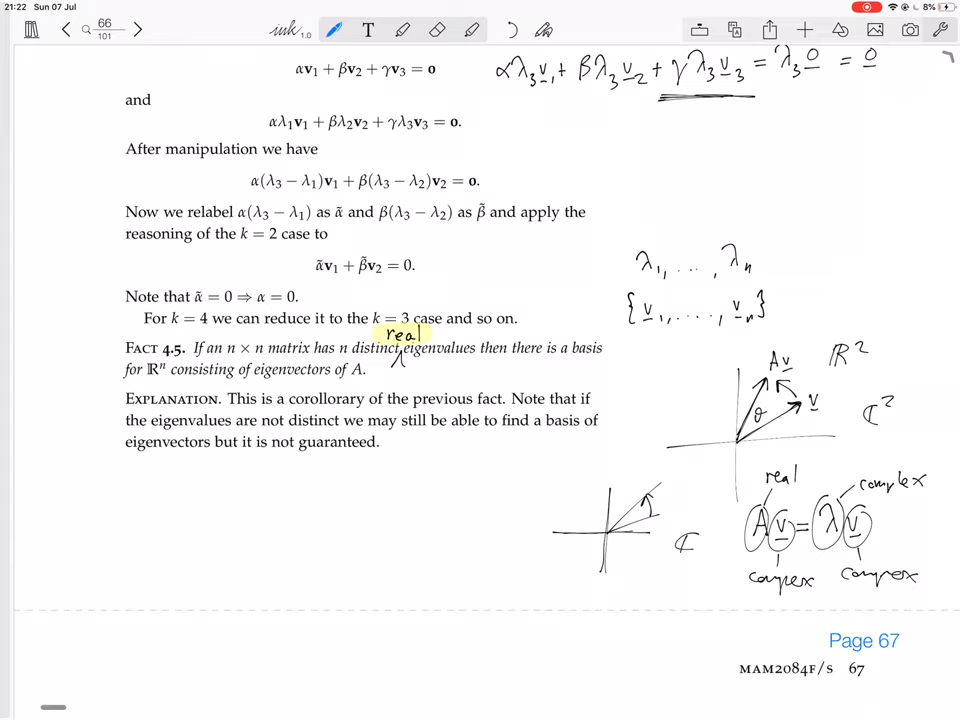 21:22 Sun 07 Jul
8%
66
101
ink 1.0
T
αv₁ + βv₂ + γv₃ = o
αλ₃v₁ + βλ₃v₂ + γλ₃v₃ = λ₃0 = 0
and
αλ₁v₁ + βλ₂v₂ + γλ₃v₃ = o.
After manipulation we have
α(λ₃ − λ₁)v₁ + β(λ₃ − λ₂)v₂ = o.
Now we relabel α(λ₃ − λ₁) as α̃ and β(λ₃ − λ₂) as β̃ and apply the
reasoning of the k = 2 case to
α̃v₁ + β̃v₂ = 0.
Note that α̃ = 0 ⇒ α = 0.
For k = 4 we can reduce it to the k = 3 case and so on.
real
FACT 4.5. If an n × n matrix has n distinct eigenvalues then there is a basis
for ℝⁿ consisting of eigenvectors of A.
EXPLANATION. This is a corollorary of the previous fact. Note that if
the eigenvalues are not distinct we may still be able to find a basis of
eigenvectors but it is not guaranteed.
λ₁, ..., λₙ
{v₁, ...., vₙ}
Av
ℝ²
θ
v
ℂ²
real
complex
Av = λv
ℂ
compex
compex
Page 67
MAM2084F/S 67